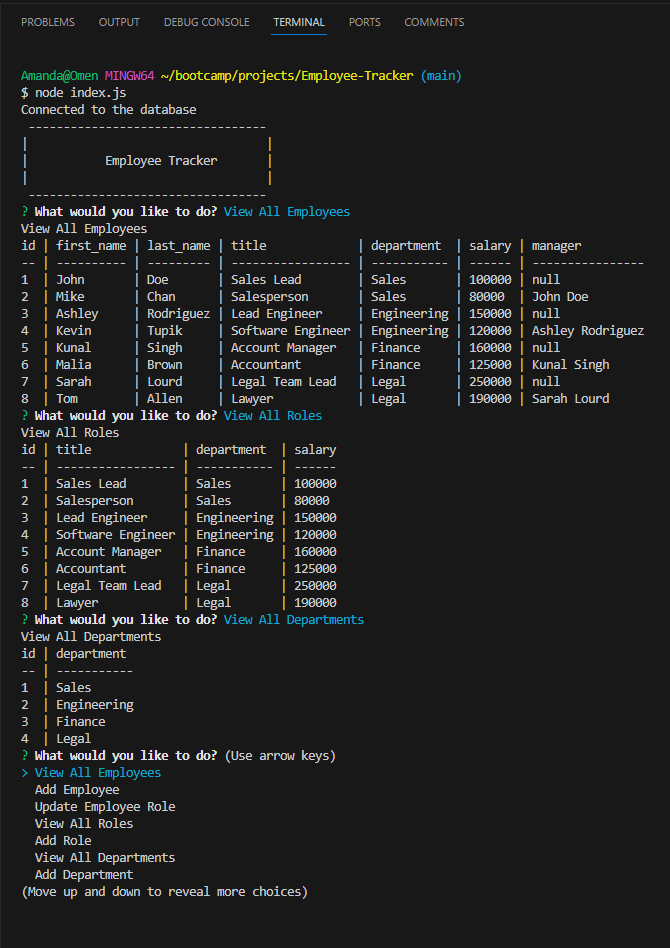 PROBLEMS OUTPUT DEBUG CONSOLE TERMINAL PORTS COMMENTS
Amanda@Omen MINGW64 ~/bootcamp/projects/Employee-Tracker (main)
$ node index.js
Connected to the database
 ----------------------------------
|                                  |
|           Employee Tracker       |
|                                  |
 ----------------------------------
? What would you like to do? View All Employees
View All Employees
id | first_name | last_name | title             | department  | salary | manager
-- | ---------- | --------- | ----------------- | ----------- | ------ | ----------------
1  | John       | Doe       | Sales Lead        | Sales       | 100000 | null
2  | Mike       | Chan      | Salesperson       | Sales       | 80000  | John Doe
3  | Ashley     | Rodriguez | Lead Engineer     | Engineering | 150000 | null
4  | Kevin      | Tupik     | Software Engineer | Engineering | 120000 | Ashley Rodriguez
5  | Kunal      | Singh     | Account Manager   | Finance     | 160000 | null
6  | Malia      | Brown     | Accountant        | Finance     | 125000 | Kunal Singh
7  | Sarah      | Lourd     | Legal Team Lead   | Legal       | 250000 | null
8  | Tom        | Allen     | Lawyer            | Legal       | 190000 | Sarah Lourd
? What would you like to do? View All Roles
View All Roles
id | title             | department  | salary
-- | ----------------- | ----------- | ------
1  | Sales Lead        | Sales       | 100000
2  | Salesperson       | Sales       | 80000
3  | Lead Engineer     | Engineering | 150000
4  | Software Engineer | Engineering | 120000
5  | Account Manager   | Finance     | 160000
6  | Accountant        | Finance     | 125000
7  | Legal Team Lead   | Legal       | 250000
8  | Lawyer            | Legal       | 190000
? What would you like to do? View All Departments
View All Departments
id | department
-- | -----------
1  | Sales
2  | Engineering
3  | Finance
4  | Legal
? What would you like to do? (Use arrow keys)
> View All Employees
  Add Employee
  Update Employee Role
  View All Roles
  Add Role
  View All Departments
  Add Department
(Move up and down to reveal more choices)